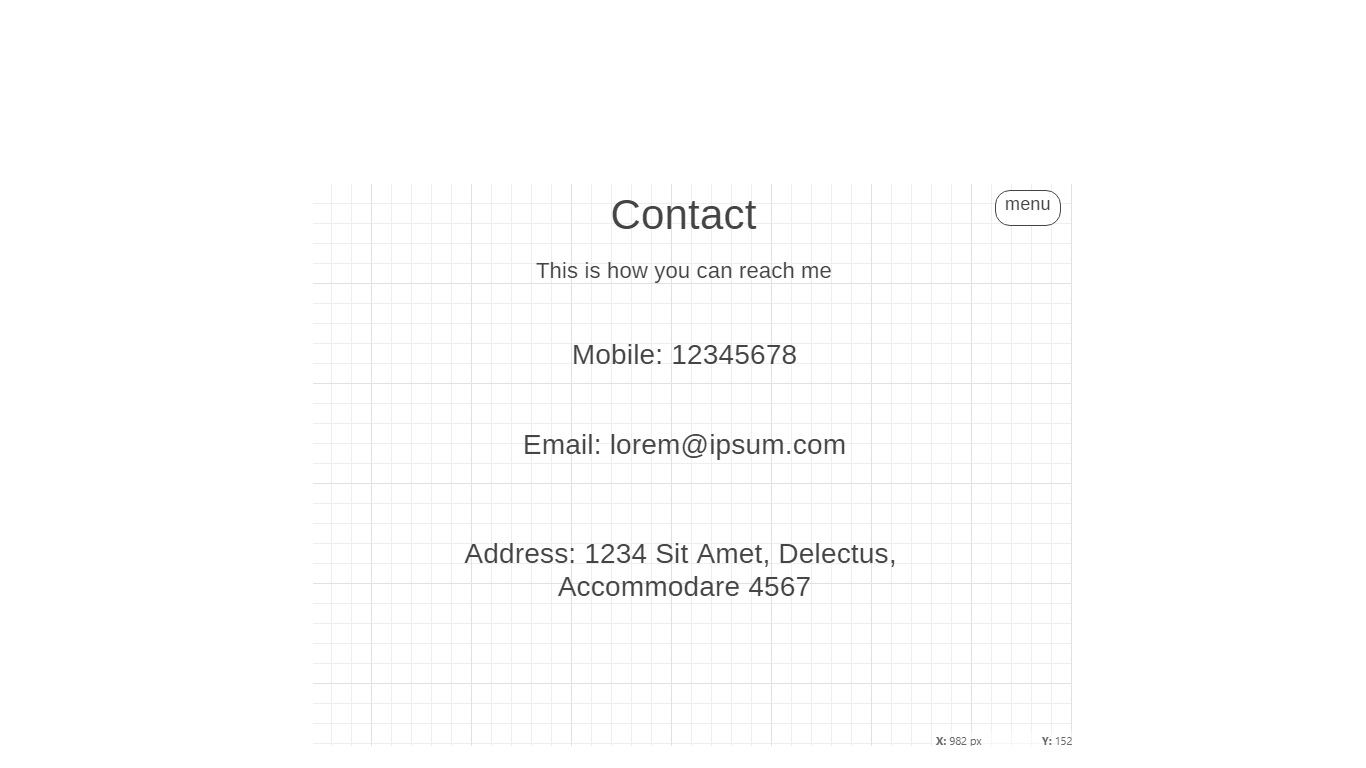 Contact
menu
This is how you can reach me
Mobile: 12345678
Email: lorem@ipsum.com
Address: 1234 Sit Amet, Delectus,
Accommodare 4567
X: 982 px Y: 152